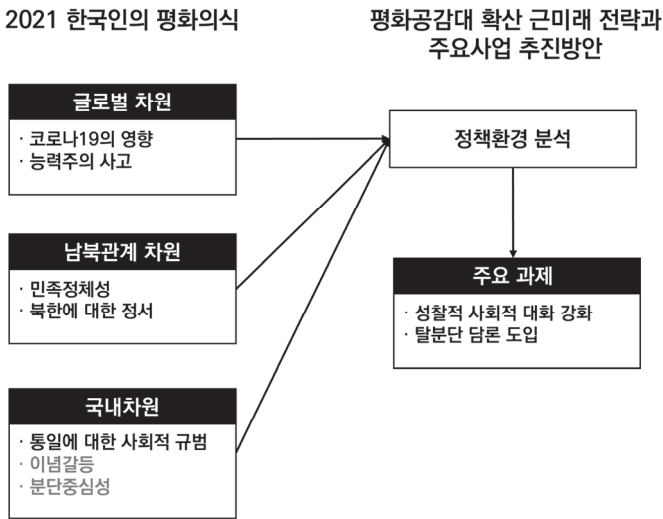 2021 한국인의 평화의식
평화공감대 확산 근미래 전략과
주요사업 추진방안
글로벌 차원
· 코로나19의 영향
· 능력주의 사고
남북관계 차원
· 민족정체성
· 북한에 대한 정서
국내차원
· 통일에 대한 사회적 규범
· 이념갈등
· 분단중심성
정책환경 분석
주요 과제
· 성찰적 사회적 대화 강화
· 탈분단 담론 도입